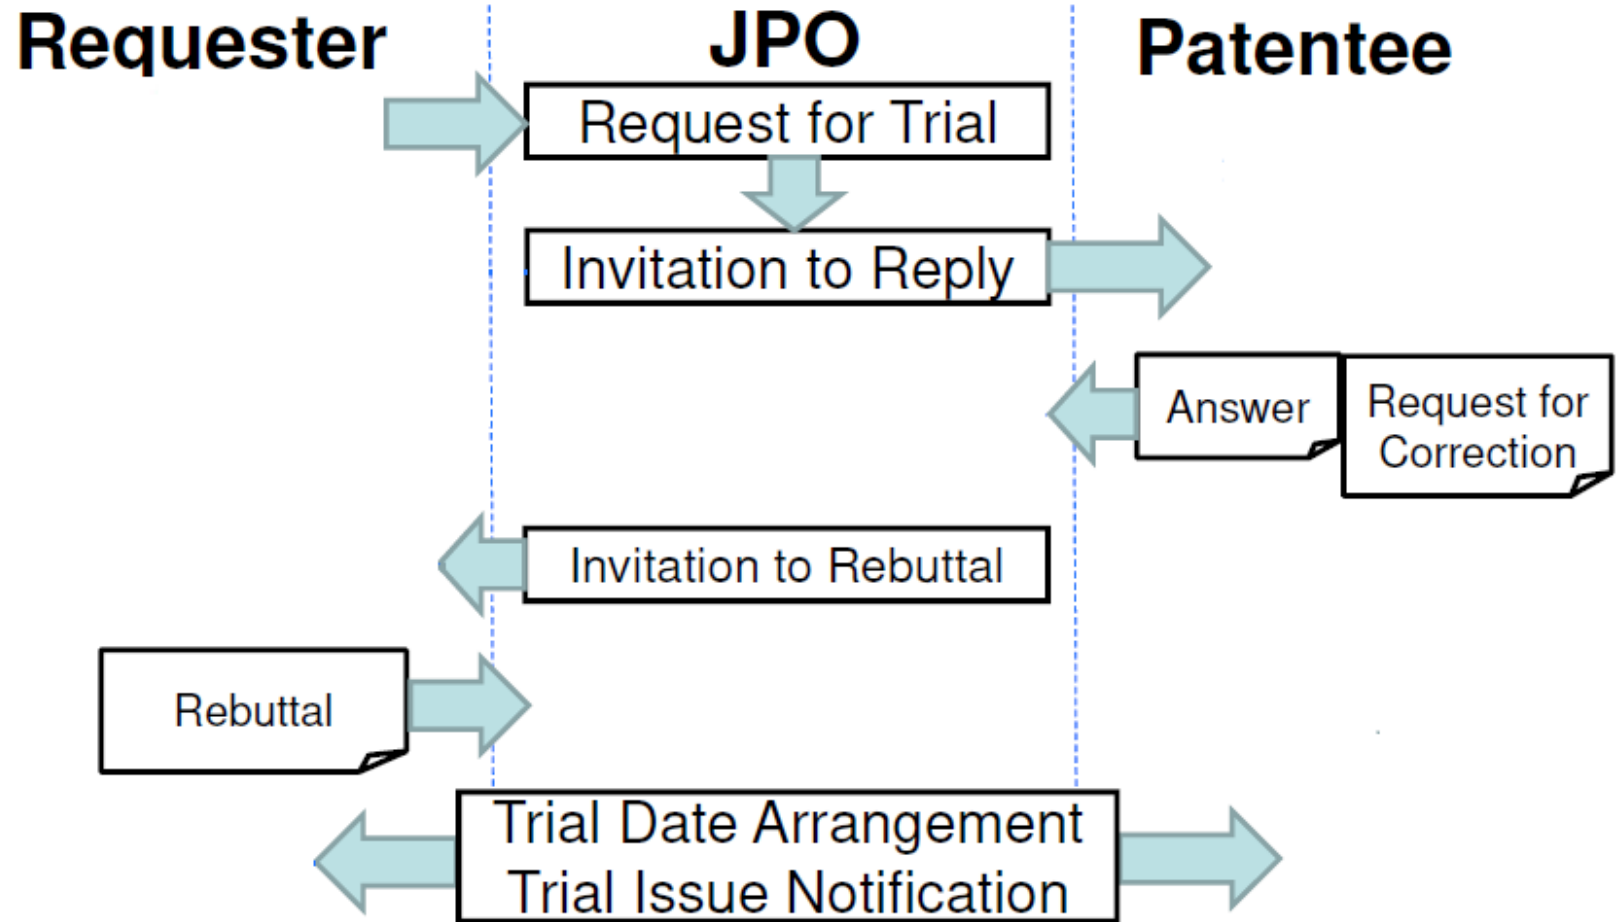 Requester
JPO
Patentee
Request for Trial
Invitation to Reply
Answer
Request for
Correction
Invitation to Rebuttal
Rebuttal
Trial Date Arrangement
Trial Issue Notification